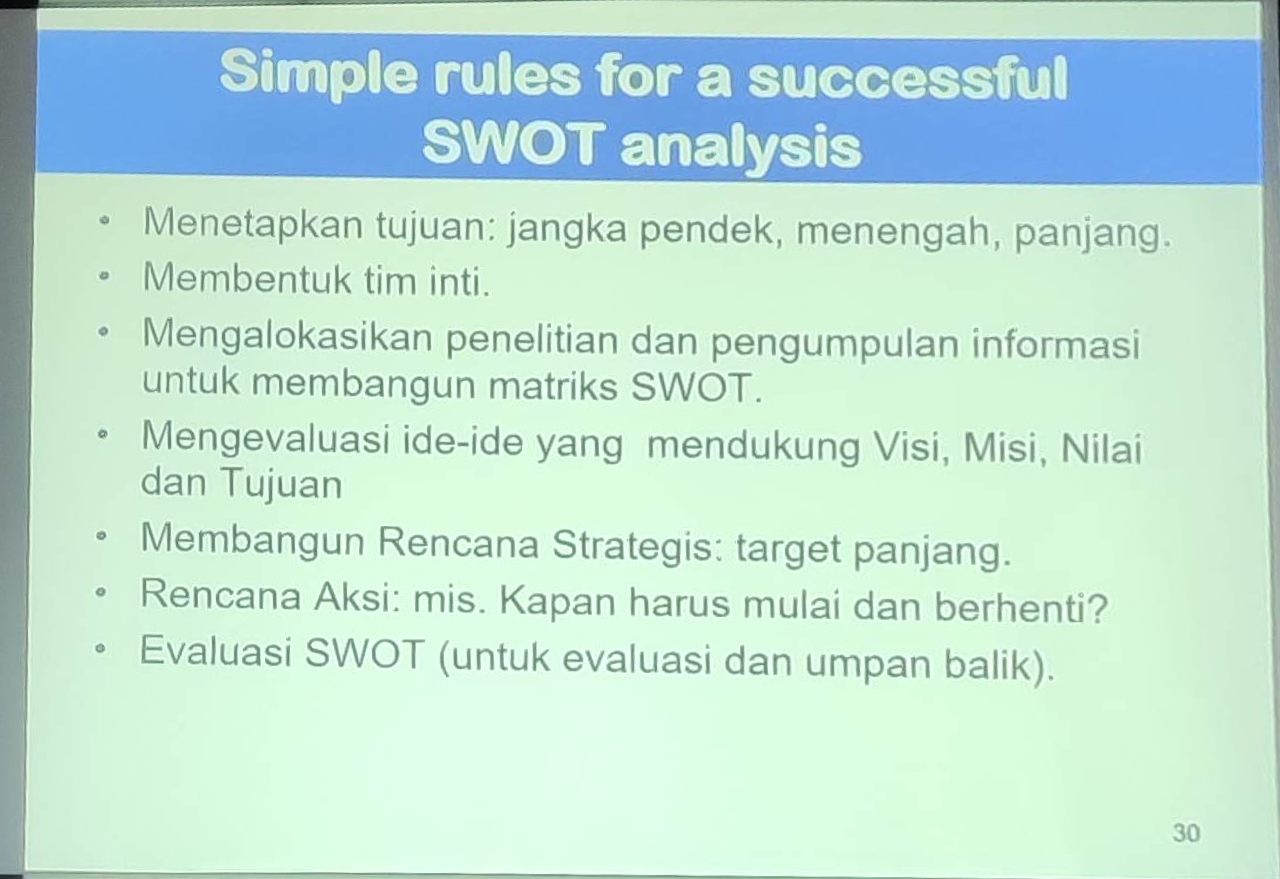 Simple rules for a successful
SWOT analysis
• Menetapkan tujuan: jangka pendek, menengah, panjang.
• Membentuk tim inti.
• Mengalokasikan penelitian dan pengumpulan informasi
untuk membangun matriks SWOT.
• Mengevaluasi ide-ide yang  mendukung Visi, Misi, Nilai
dan Tujuan
• Membangun Rencana Strategis: target panjang.
• Rencana Aksi: mis. Kapan harus mulai dan berhenti?
• Evaluasi SWOT (untuk evaluasi dan umpan balik).
30